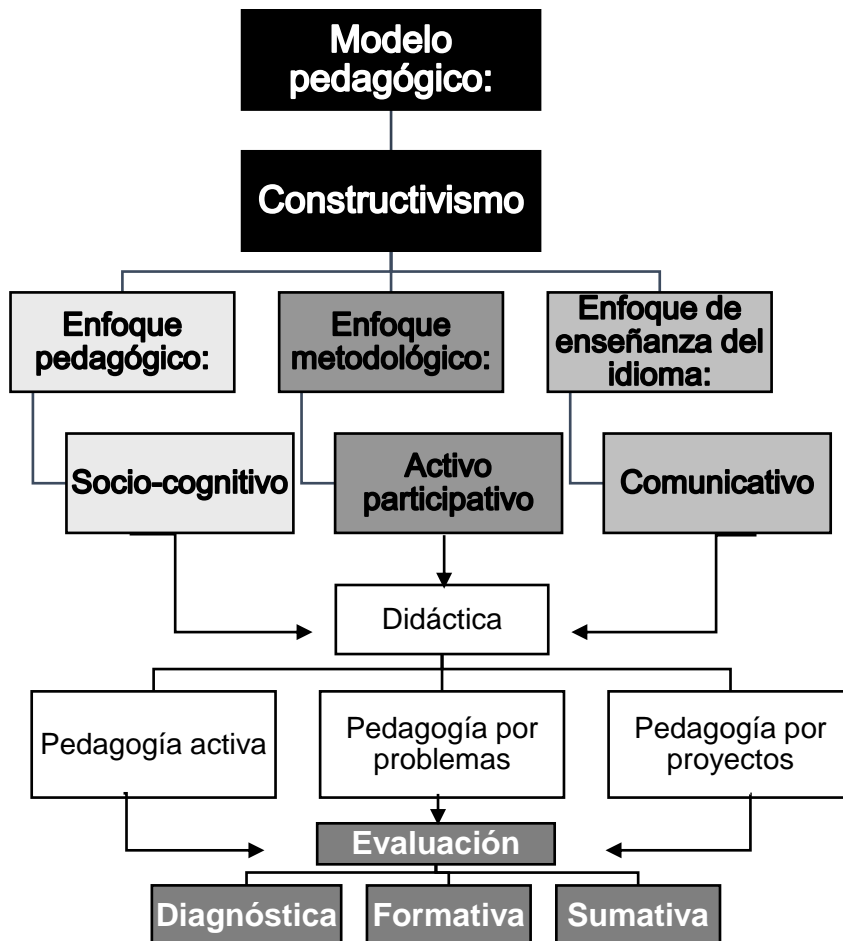 Modelo
pedagógico:
Constructivismo
Enfoque
pedagógico:
Enfoque
metodológico:
Enfoque de
enseñanza del
idioma:
Socio-cognitivo
Activo
participativo
Comunicativo
Didáctica
Pedagogía activa
Pedagogía por
problemas
Pedagogía por
proyectos
Evaluación
Diagnóstica
Formativa
Sumativa